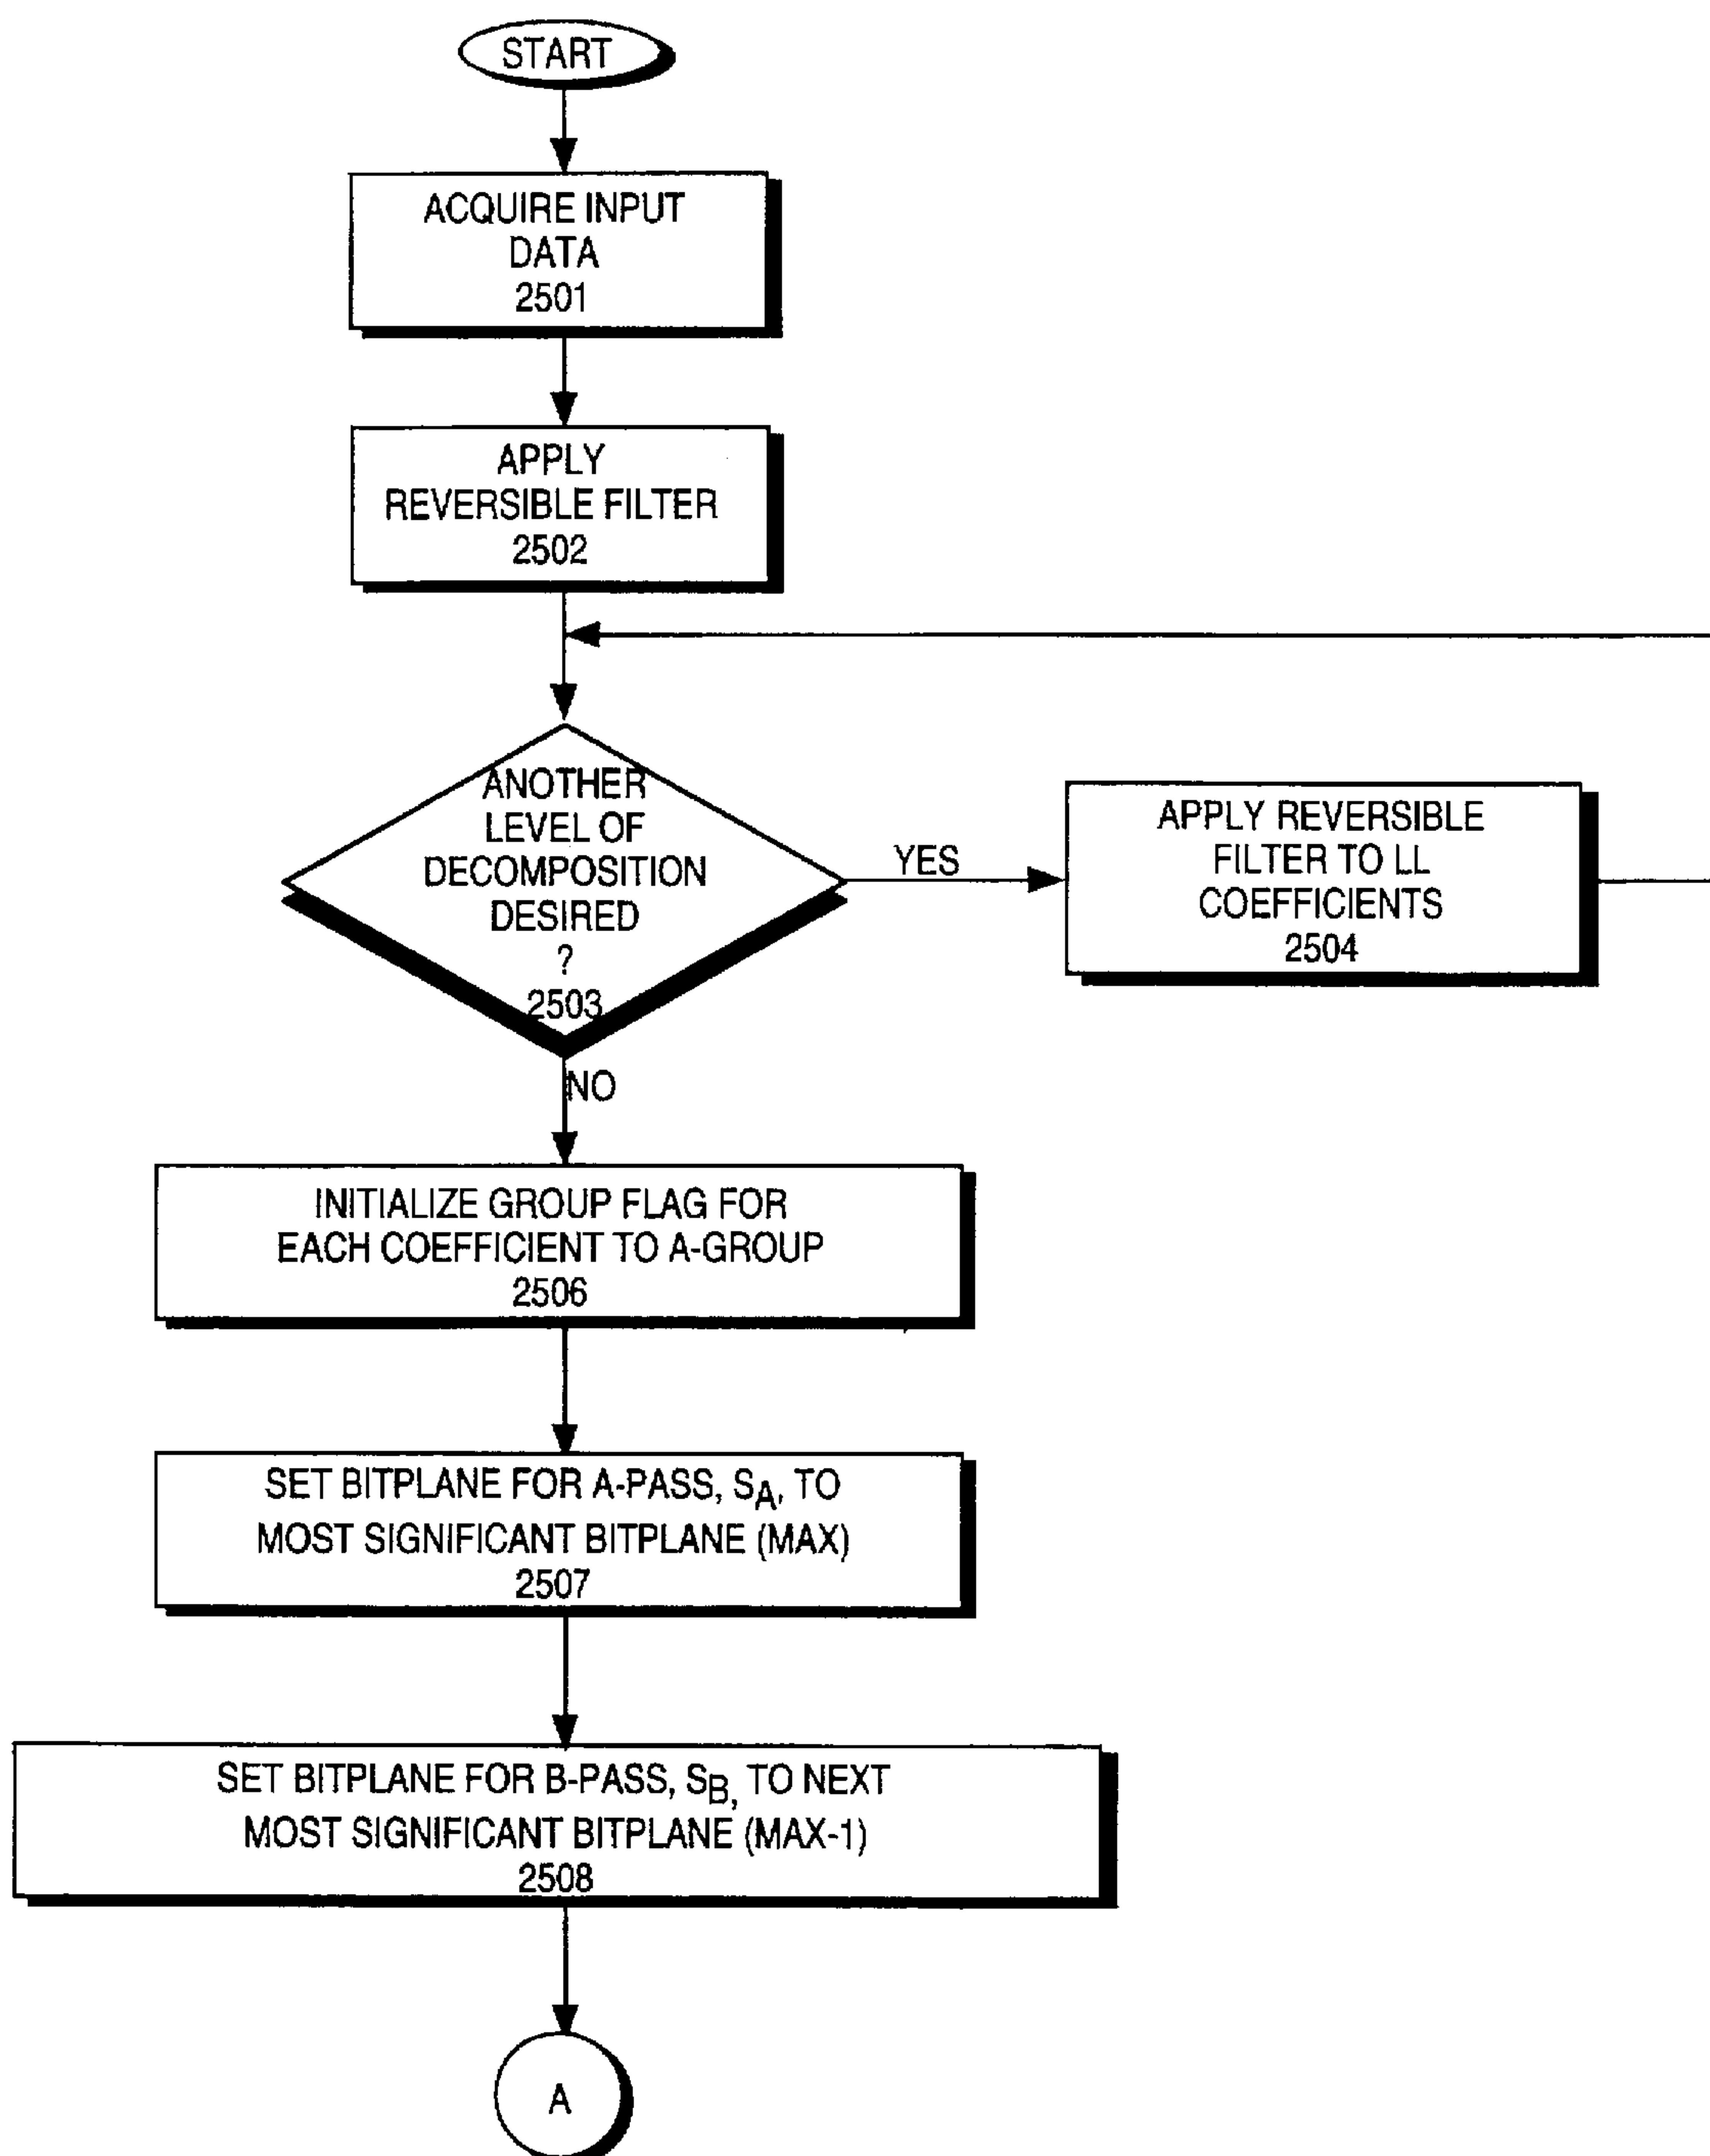 START
ACQUIRE INPUT
DATA
2501
APPLY
REVERSIBLE FILTER
2502
ANOTHER
LEVEL OF
DECOMPOSITION
DESIRED
?
2503
YES
APPLY REVERSIBLE
FILTER TO LL
COEFFICIENTS
2504
NO
INITIALIZE GROUP FLAG FOR
EACH COEFFICIENT TO A-GROUP
2506
SET BITPLANE FOR A-PASS, SA, TO
MOST SIGNIFICANT BITPLANE (MAX)
2507
SET BITPLANE FOR B-PASS, SB, TO NEXT
MOST SIGNIFICANT BITPLANE (MAX-1)
2508
A